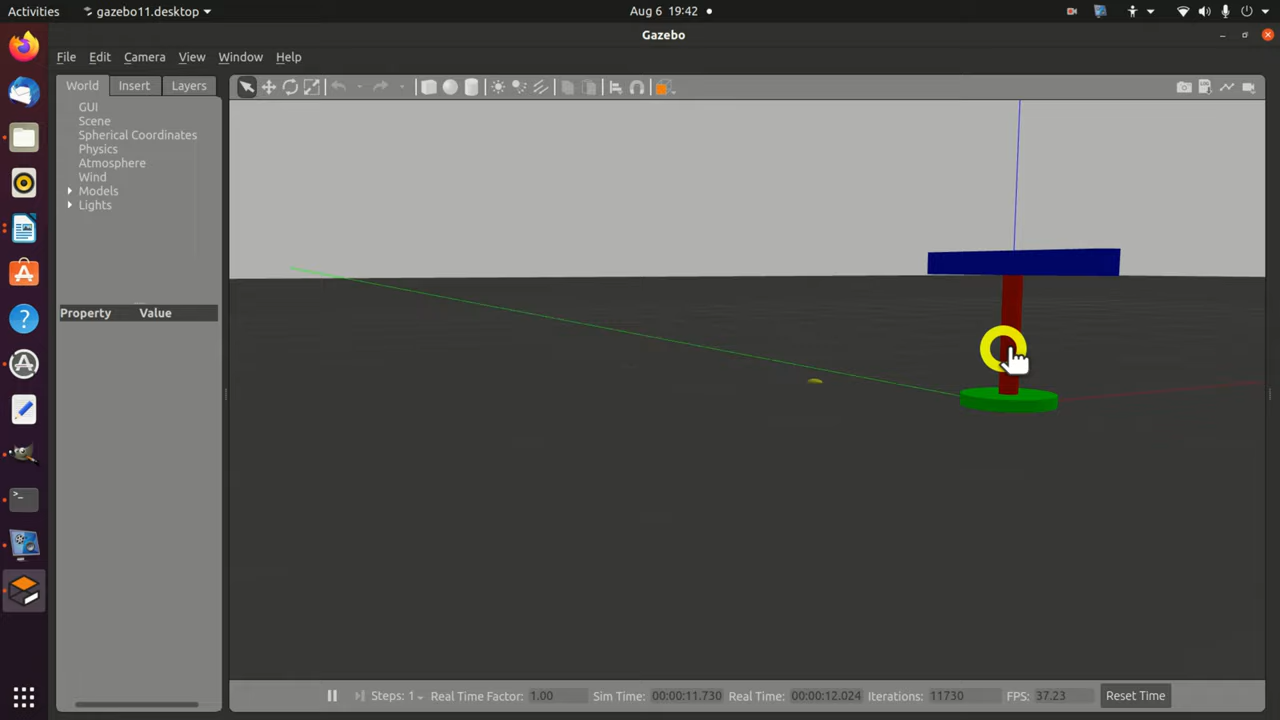 Activities gazebo11.desktop Aug 6 19:42
Gazebo
File Edit Camera View Window Help
World Insert Layers
GUI
Scene
Spherical Coordinates
Physics
Atmosphere
Wind
Models
Lights
Property Value
Steps: 1 Real Time Factor: 1.00 Sim Time: 00:00:11.730 Real Time: 00:00:12.024 Iterations: 11730 FPS: 37.23 Reset Time